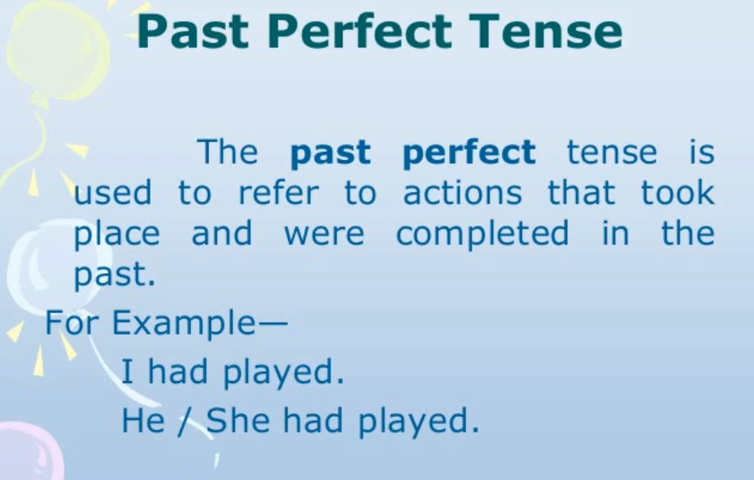 Past Perfect Tense
The past perfect tense is
used to refer to actions that took
place and were completed in the
past.
For Example—
I had played.
He / She had played.